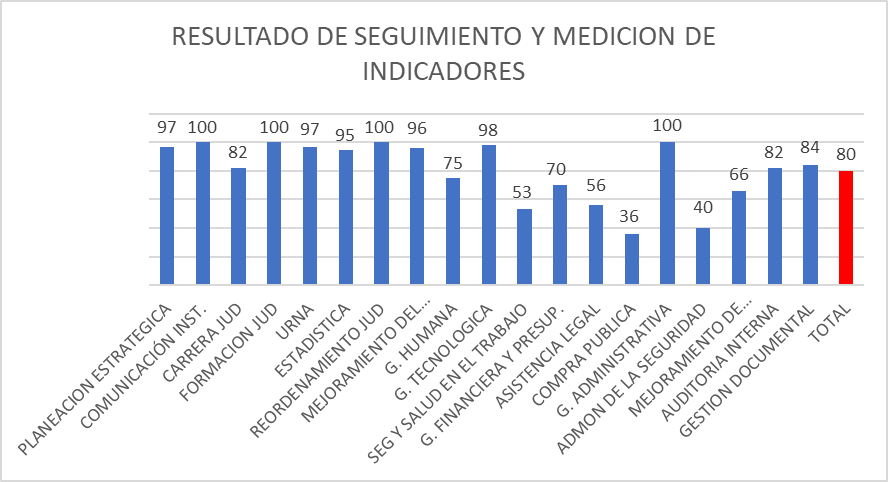 RESULTADO DE SEGUIMIENTO Y MEDICION DE
INDICADORES
97
100
82
100
97
95
100
96
75
98
53
70
56
36
100
40
66
82
84
80
PLANEACION ESTRATEGICA
COMUNICACIÓN INST.
CARRERA JUD
FORMACION JUD
URNA
ESTADISTICA
REORDENAMIENTO JUD
MEJORAMIENTO DEL...
G. HUMANA
G. TECNOLOGICA
SEG Y SALUD EN EL TRABAJO
G. FINANCIERA Y PRESUP.
ASISTENCIA LEGAL
COMPRA PUBLICA
G. ADMINISTRATIVA
ADMON DE LA SEGURIDAD
MEJORAMIENTO DE...
AUDITORIA INTERNA
GESTION DOCUMENTAL
TOTAL